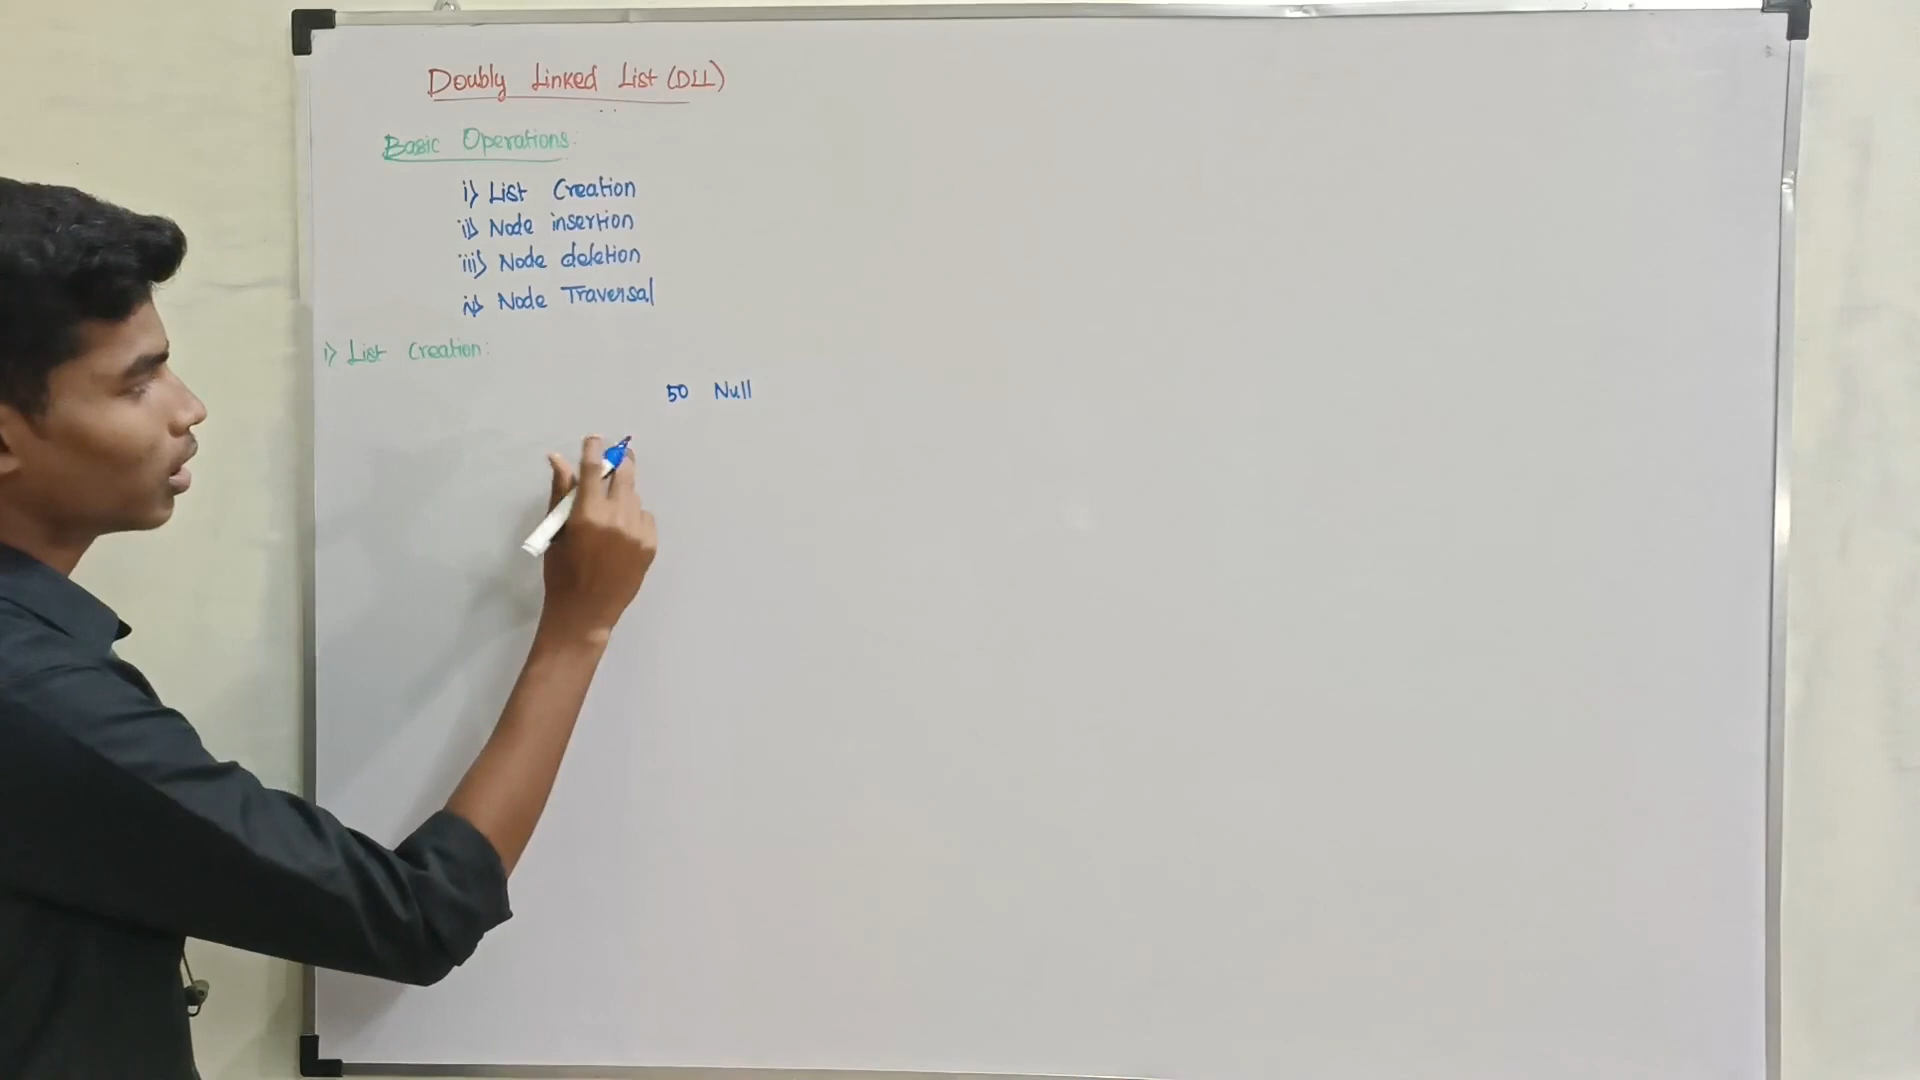 Doubly Linked List (DLL)
Basic Operations:
i) List Creation
ii) Node insertion
iii) Node deletion
iv) Node Traversal
i) List Creation:
50 Null